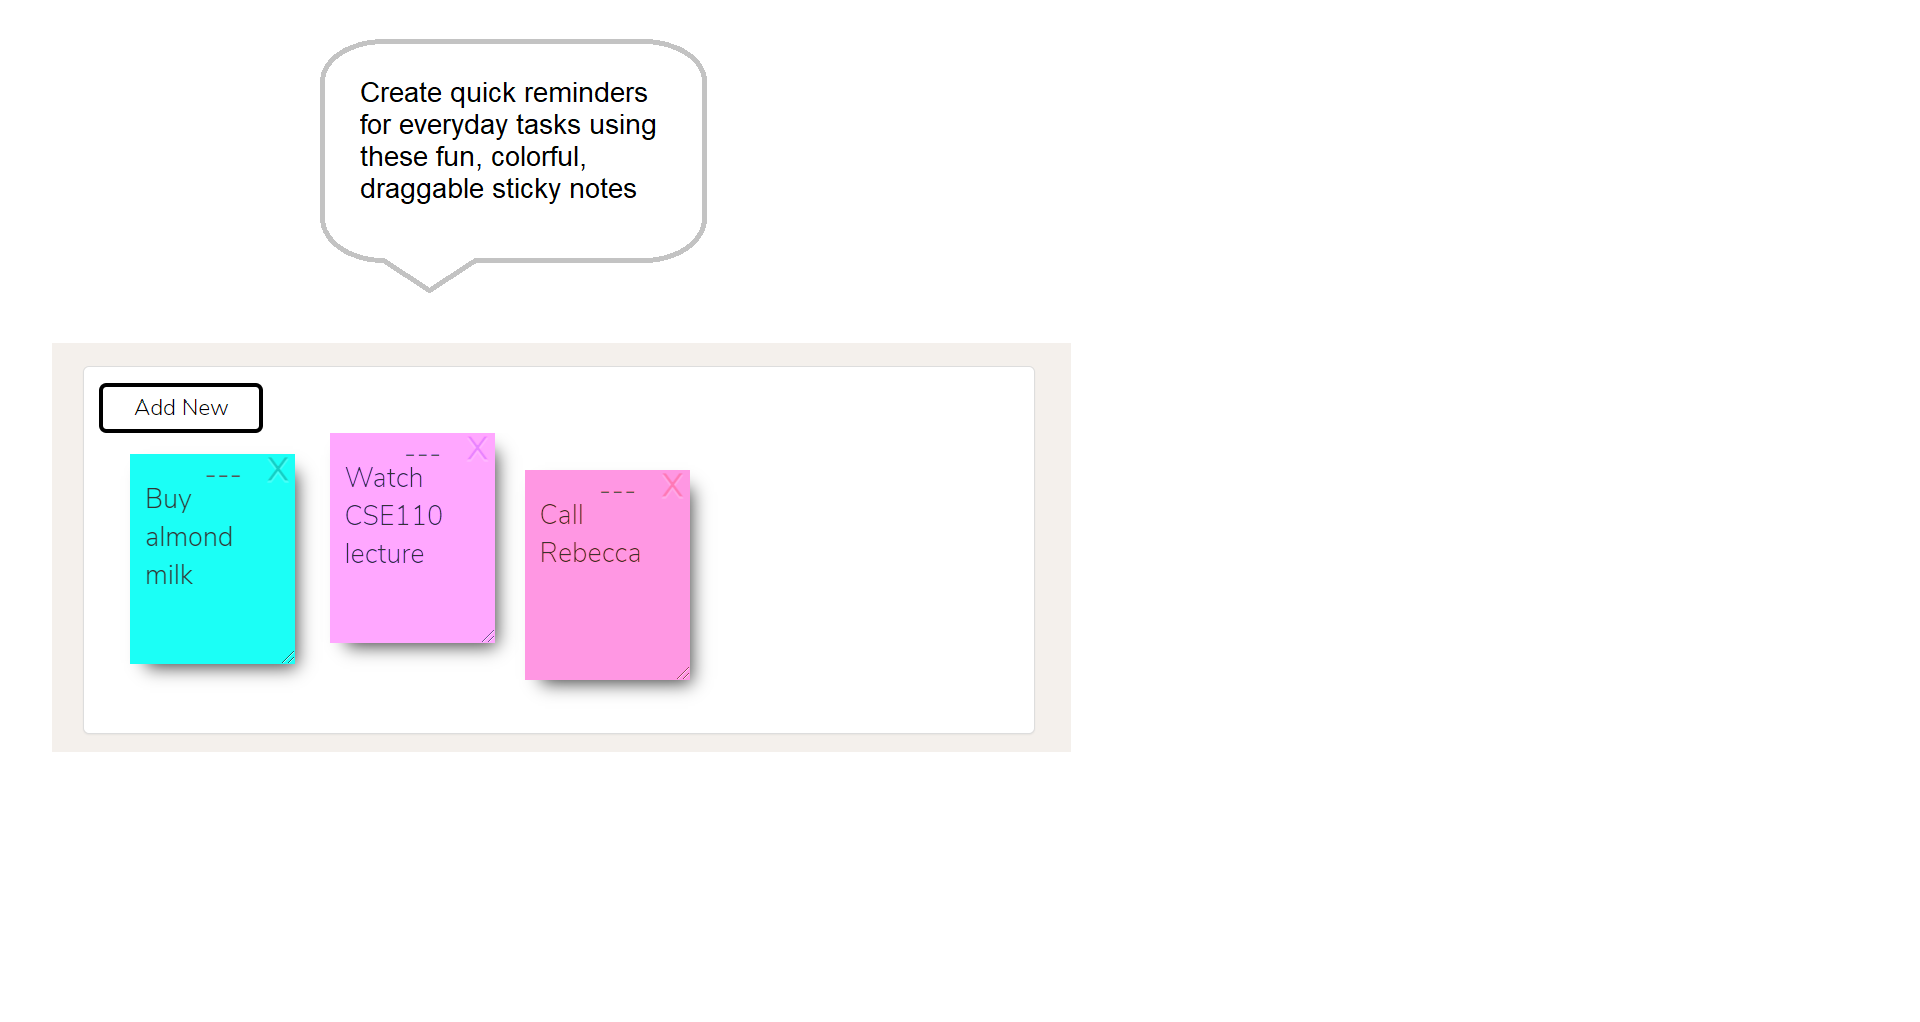 Create quick reminders
for everyday tasks using
these fun, colorful,
draggable sticky notes
Add New
--- X
Buy
almond
milk
--- X
Watch
CSE110
lecture
--- X
Call
Rebecca